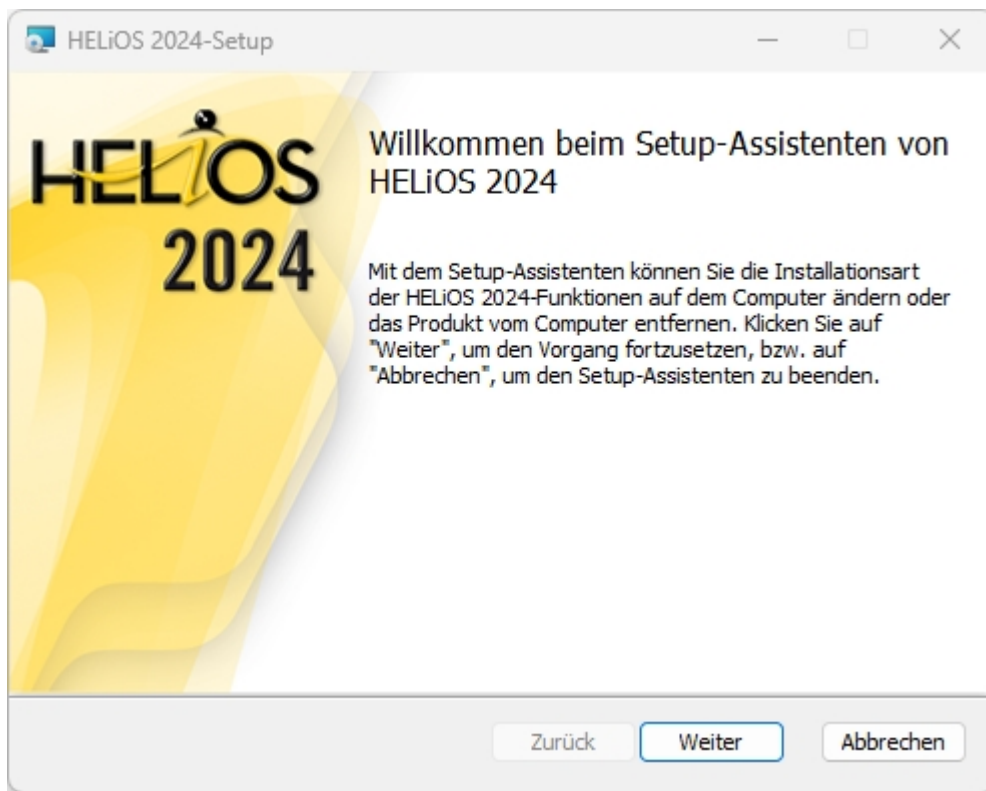 HELiOS 2024-Setup
HELiOS
2024
Willkommen beim Setup-Assistenten von
HELiOS 2024
Mit dem Setup-Assistenten können Sie die Installationsart
der HELiOS 2024-Funktionen auf dem Computer ändern oder
das Produkt vom Computer entfernen. Klicken Sie auf
"Weiter", um den Vorgang fortzusetzen, bzw. auf
"Abbrechen", um den Setup-Assistenten zu beenden.
Zurück
Weiter
Abbrechen